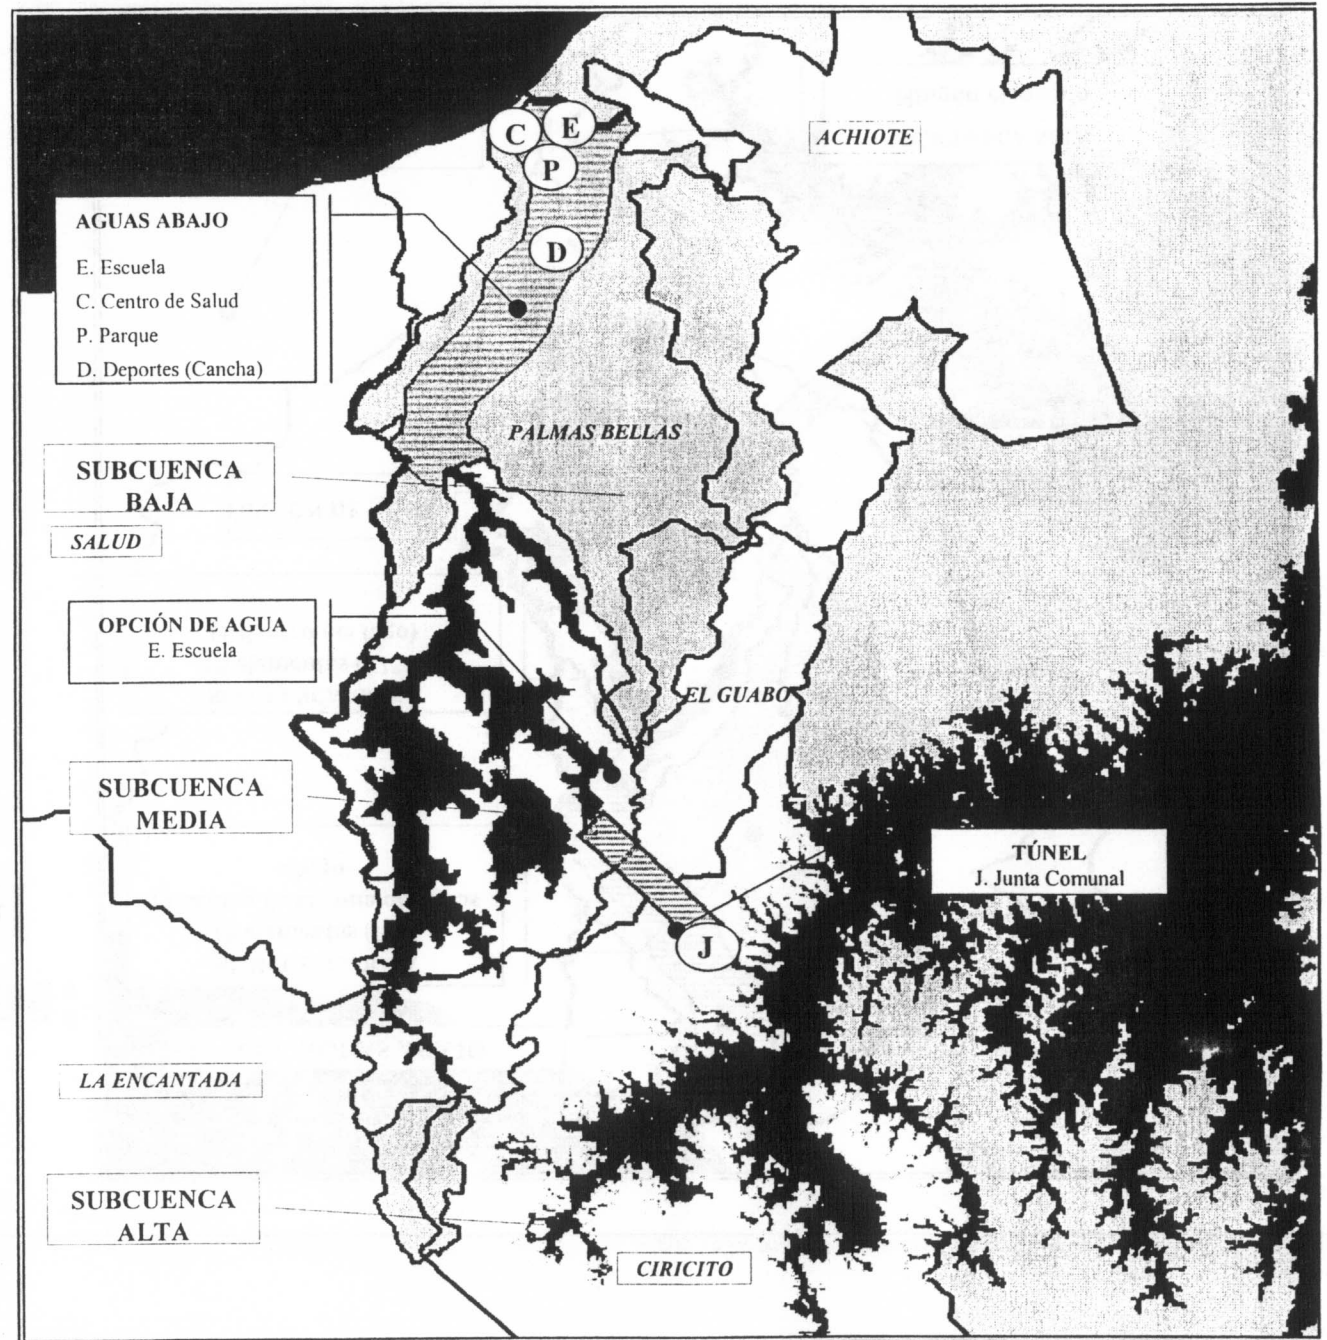 ACHIOTE
C
E
P
D
AGUAS ABAJO
E. Escuela
C. Centro de Salud
P. Parque
D. Deportes (Cancha)
PALMAS BELLAS
SUBCUENCA
BAJA
SALUD
OPCIÓN DE AGUA
E. Escuela
EL GUABO
SUBCUENCA
MEDIA
TÚNEL
J. Junta Comunal
J
LA ENCANTADA
SUBCUENCA
ALTA
CIRICITO